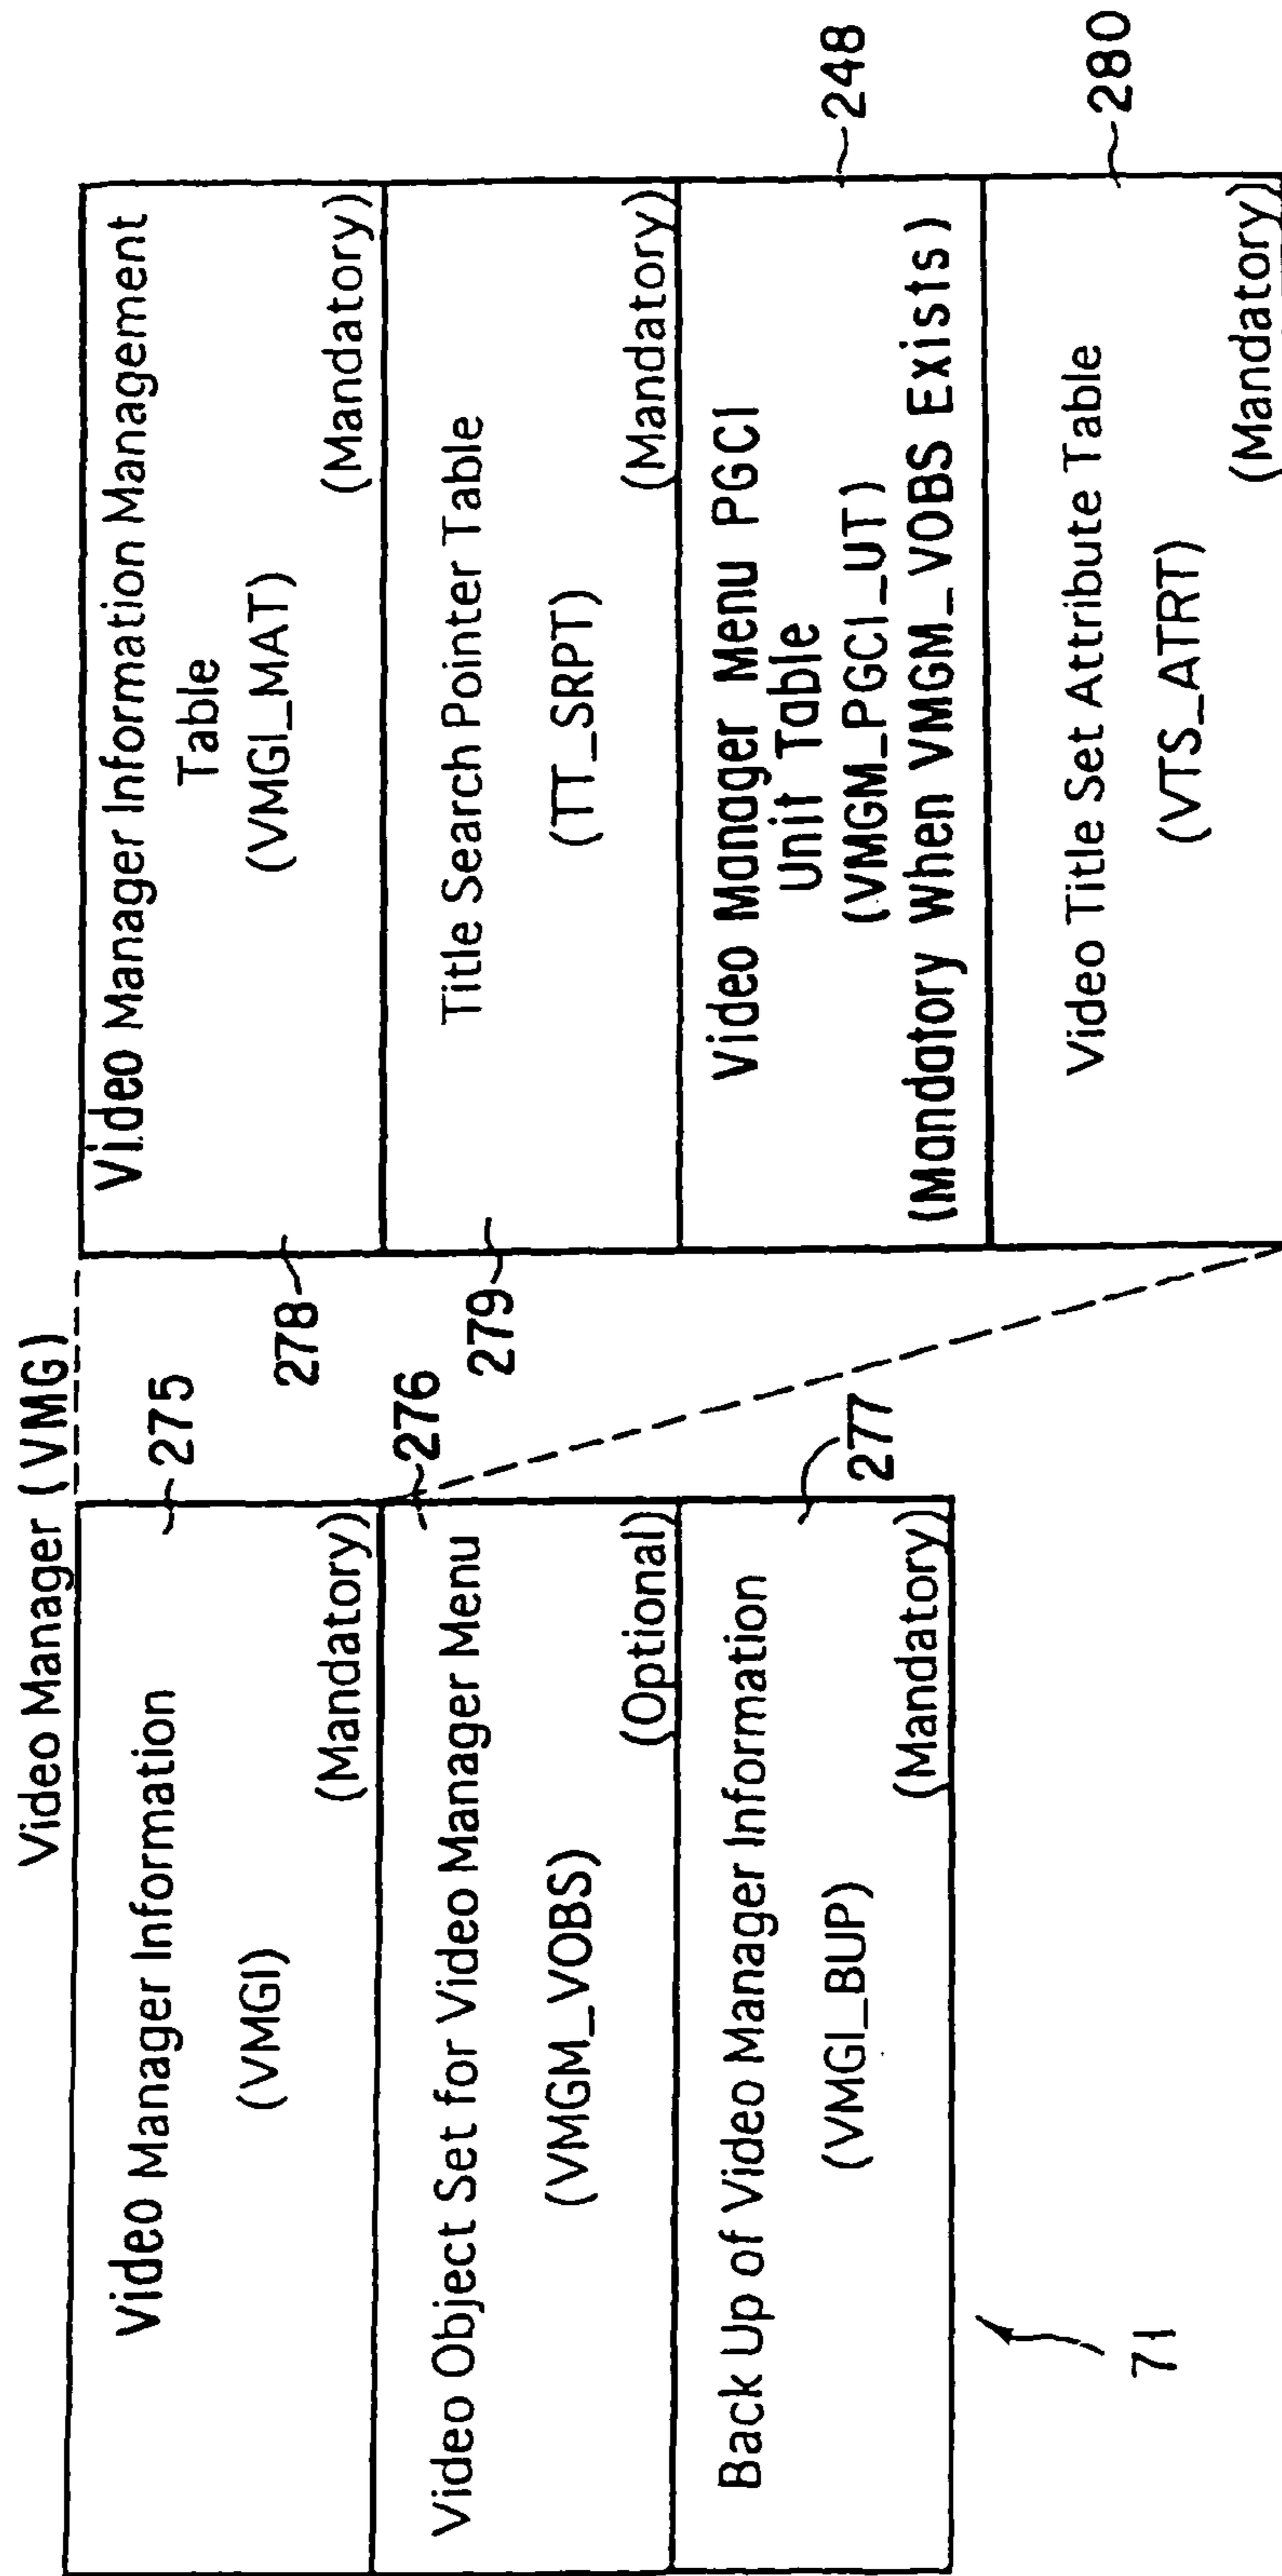 Video Manager (VMG)
275
Video Manager Information
(VMGI)
(Mandatory)
276
Video Object Set for Video Manager Menu
(VMGM_VOBS)
(Optional)
277
Back Up of Video Manager Information
(VMGI_BUP)
(Mandatory)
71
Video Manager Information Management
Table
(VMGI_MAT)
(Mandatory)
278
Title Search Pointer Table
(TT_SRPT)
(Mandatory)
279
Video Manager Menu PGCI
Unit Table
(VMGM_PGCI_UT)
(Mandatory When VMGM_VOBS Exists)
248
Video Title Set Attribute Table
(VTS_ATRT)
(Mandatory)
280